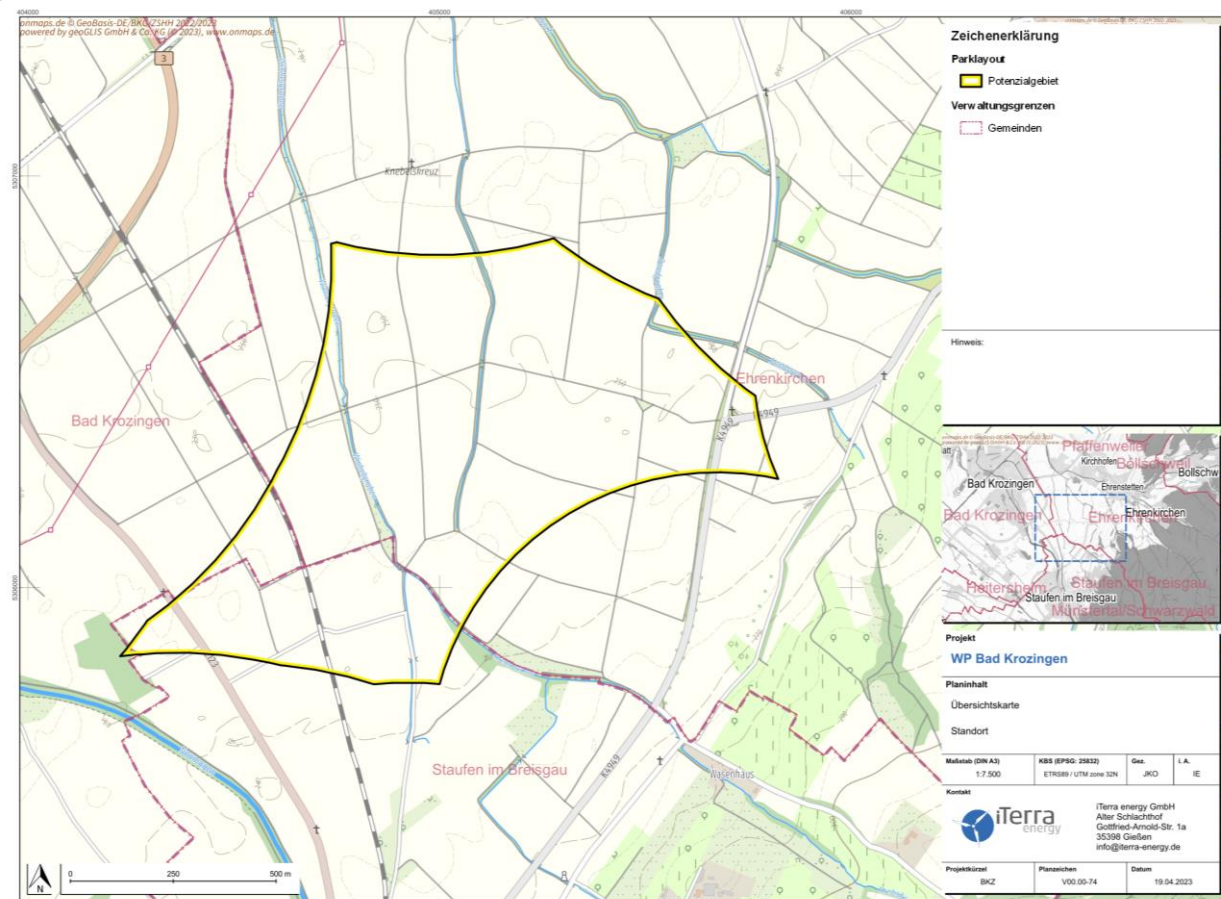 404000
405000
406000
onmaps.de © GeoBasis-DE/BKG/ZSHH 2022/2023
powered by geoGLIS GmbH & Co. KG (© 2023), www.onmaps.de
3
5307000
5306000
Knebelskreuz
Bad Krozingen
Ehrenkirchen
K4949
K4949
Staufen im Breisgau
Wasenhaus
N
0
250
500 m
Zeichenerklärung
Parklayout
Potenzialgebiet
Verwaltungsgrenzen
Gemeinden
Hinweis:
Pfaffenweiler
Kirchhofen
Bollschweil
Bad Krozingen
Ehrenstetten
Ehrenkirchen
Bad Krozingen
Ehrenkirchen
Heitersheim
Staufen im Breisgau
Staufen im Breisgau
Münstertal/Schwarzwald
Projekt
WP Bad Krozingen
Planinhalt
Übersichtskarte
Standort
Maßstab (DIN A3)
1:7.500
KBS (EPSG: 25832)
ETRS89 / UTM zone 32N
Gez.
JKO
i. A.
IE
Kontakt
iTerra
energy
iTerra energy GmbH
Alter Schlachthof
Gottfried-Arnold-Str. 1a
35398 Gießen
info@iterra-energy.de
Projektkürzel
BKZ
Planzeichen
V00.00-74
Datum
19.04.2023